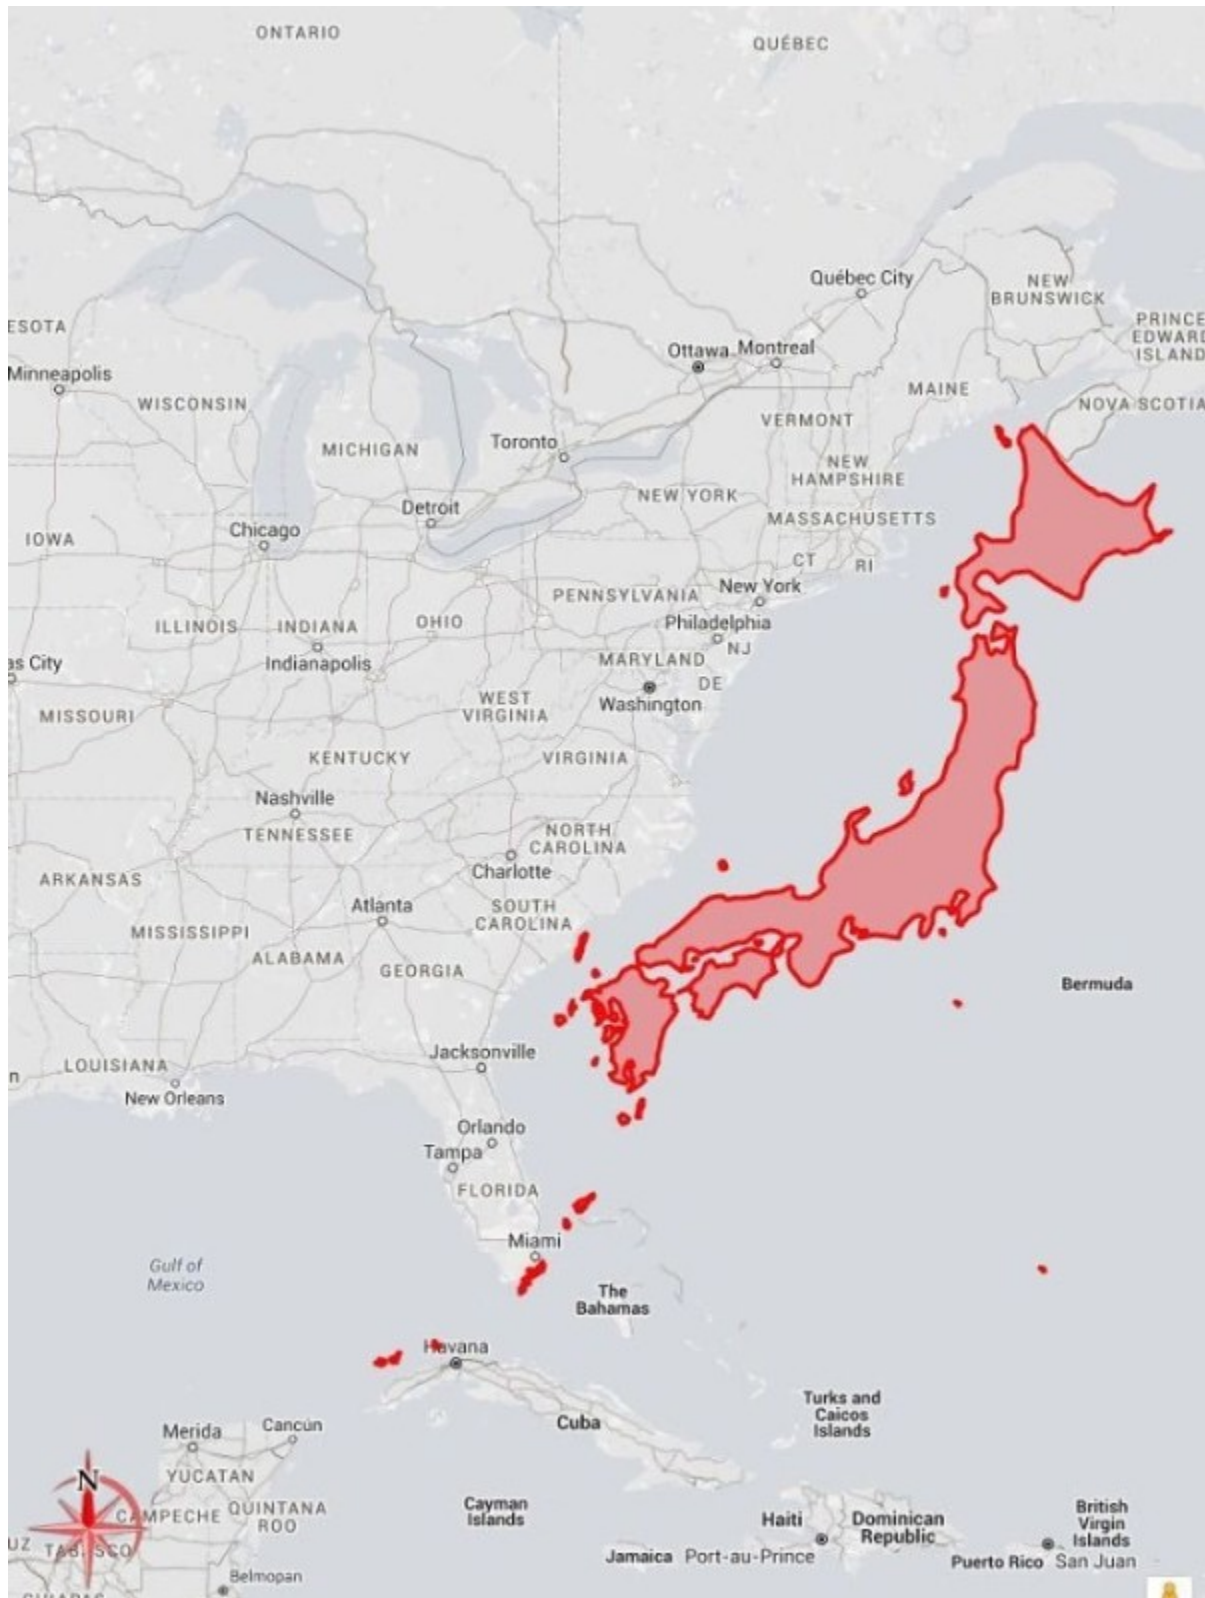 ONTARIO
QUÉBEC
Québec City
NEW
BRUNSWICK
PRINCE
EDWARD
ISLAND
ESOTA
Ottawa
Montreal
Minneapolis
WISCONSIN
MAINE
NOVA SCOTIA
VERMONT
MICHIGAN
Toronto
NEW
HAMPSHIRE
NEW YORK
Detroit
MASSACHUSETTS
Chicago
IOWA
CT
RI
New York
PENNSYLVANIA
ILLINOIS
INDIANA
OHIO
Philadelphia
NJ
as City
Indianapolis
MARYLAND
DE
Washington
WEST
VIRGINIA
MISSOURI
KENTUCKY
VIRGINIA
Nashville
TENNESSEE
NORTH
CAROLINA
Charlotte
ARKANSAS
Atlanta
SOUTH
CAROLINA
MISSISSIPPI
ALABAMA
GEORGIA
Bermuda
Jacksonville
LOUISIANA
n
New Orleans
Orlando
Tampa
FLORIDA
Miami
Gulf of
Mexico
The
Bahamas
Havana
Turks and
Caicos
Islands
Cuba
Merida
Cancún
N
YUCATAN
CAMPECHE
QUINTANA
ROO
Cayman
Islands
Haiti
Dominican
Republic
British
Virgin
Islands
UZ
TABASCO
Jamaica
Port-au-Prince
Puerto Rico
San Juan
Belmopan